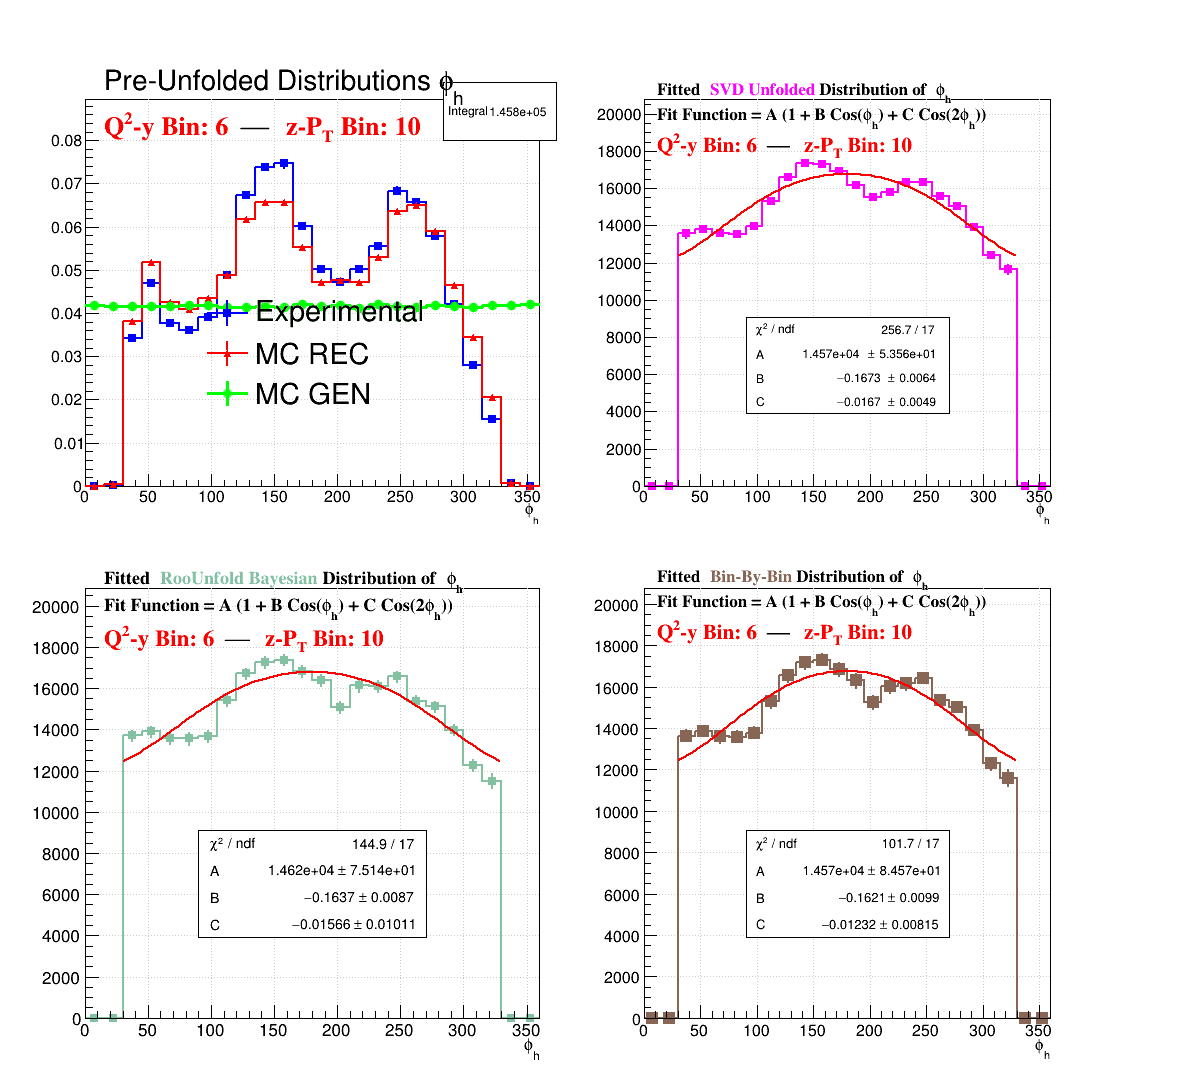 Pre-Unfolded Distributions ϕh
Integral 1.458e+05
Q²-y Bin: 6 — z-PT Bin: 10
0.08
0.07
0.06
0.05
0.04
0.03
0.02
0.01
0
Experimental
MC REC
MC GEN
0 50 100 150 200 250 300 350
ϕh
Fitted SVD Unfolded Distribution of ϕh
Fit Function = A (1 + B Cos(ϕh) + C Cos(2ϕh))
Q²-y Bin: 6 — z-PT Bin: 10
20000
18000
16000
14000
12000
10000
8000
6000
4000
2000
0
χ² / ndf 256.7 / 17
A 1.457e+04 ± 5.356e+01
B −0.1673 ± 0.0064
C −0.0167 ± 0.0049
0 50 100 150 200 250 300 350
ϕh
Fitted RooUnfold Bayesian Distribution of ϕh
Fit Function = A (1 + B Cos(ϕh) + C Cos(2ϕh))
Q²-y Bin: 6 — z-PT Bin: 10
20000
18000
16000
14000
12000
10000
8000
6000
4000
2000
0
χ² / ndf 144.9 / 17
A 1.462e+04 ± 7.514e+01
B −0.1637 ± 0.0087
C −0.01566 ± 0.01011
0 50 100 150 200 250 300 350
ϕh
Fitted Bin-By-Bin Distribution of ϕh
Fit Function = A (1 + B Cos(ϕh) + C Cos(2ϕh))
Q²-y Bin: 6 — z-PT Bin: 10
20000
18000
16000
14000
12000
10000
8000
6000
4000
2000
0
χ² / ndf 101.7 / 17
A 1.457e+04 ± 8.457e+01
B −0.1621 ± 0.0099
C −0.01232 ± 0.00815
0 50 100 150 200 250 300 350
ϕh